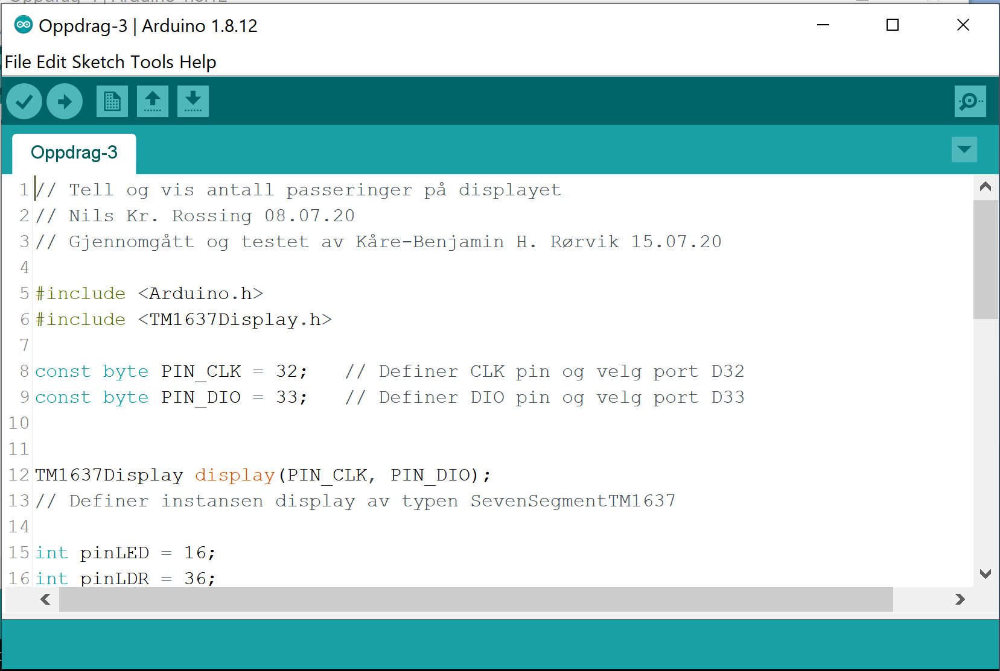 Oppdrag-3 | Arduino 1.8.12
File Edit Sketch Tools Help
Oppdrag-3
1 // Tell og vis antall passeringer på displayet
2 // Nils Kr. Rossing 08.07.20
3 // Gjennomgått og testet av Kåre-Benjamin H. Rørvik 15.07.20
4
5 #include <Arduino.h>
6 #include <TM1637Display.h>
7
8 const byte PIN_CLK = 32;   // Definer CLK pin og velg port D32
9 const byte PIN_DIO = 33;   // Definer DIO pin og velg port D33
10
11
12 TM1637Display display(PIN_CLK, PIN_DIO);
13 // Definer instansen display av typen SevenSegmentTM1637
14
15 int pinLED = 16;
16 int pinLDR = 36;